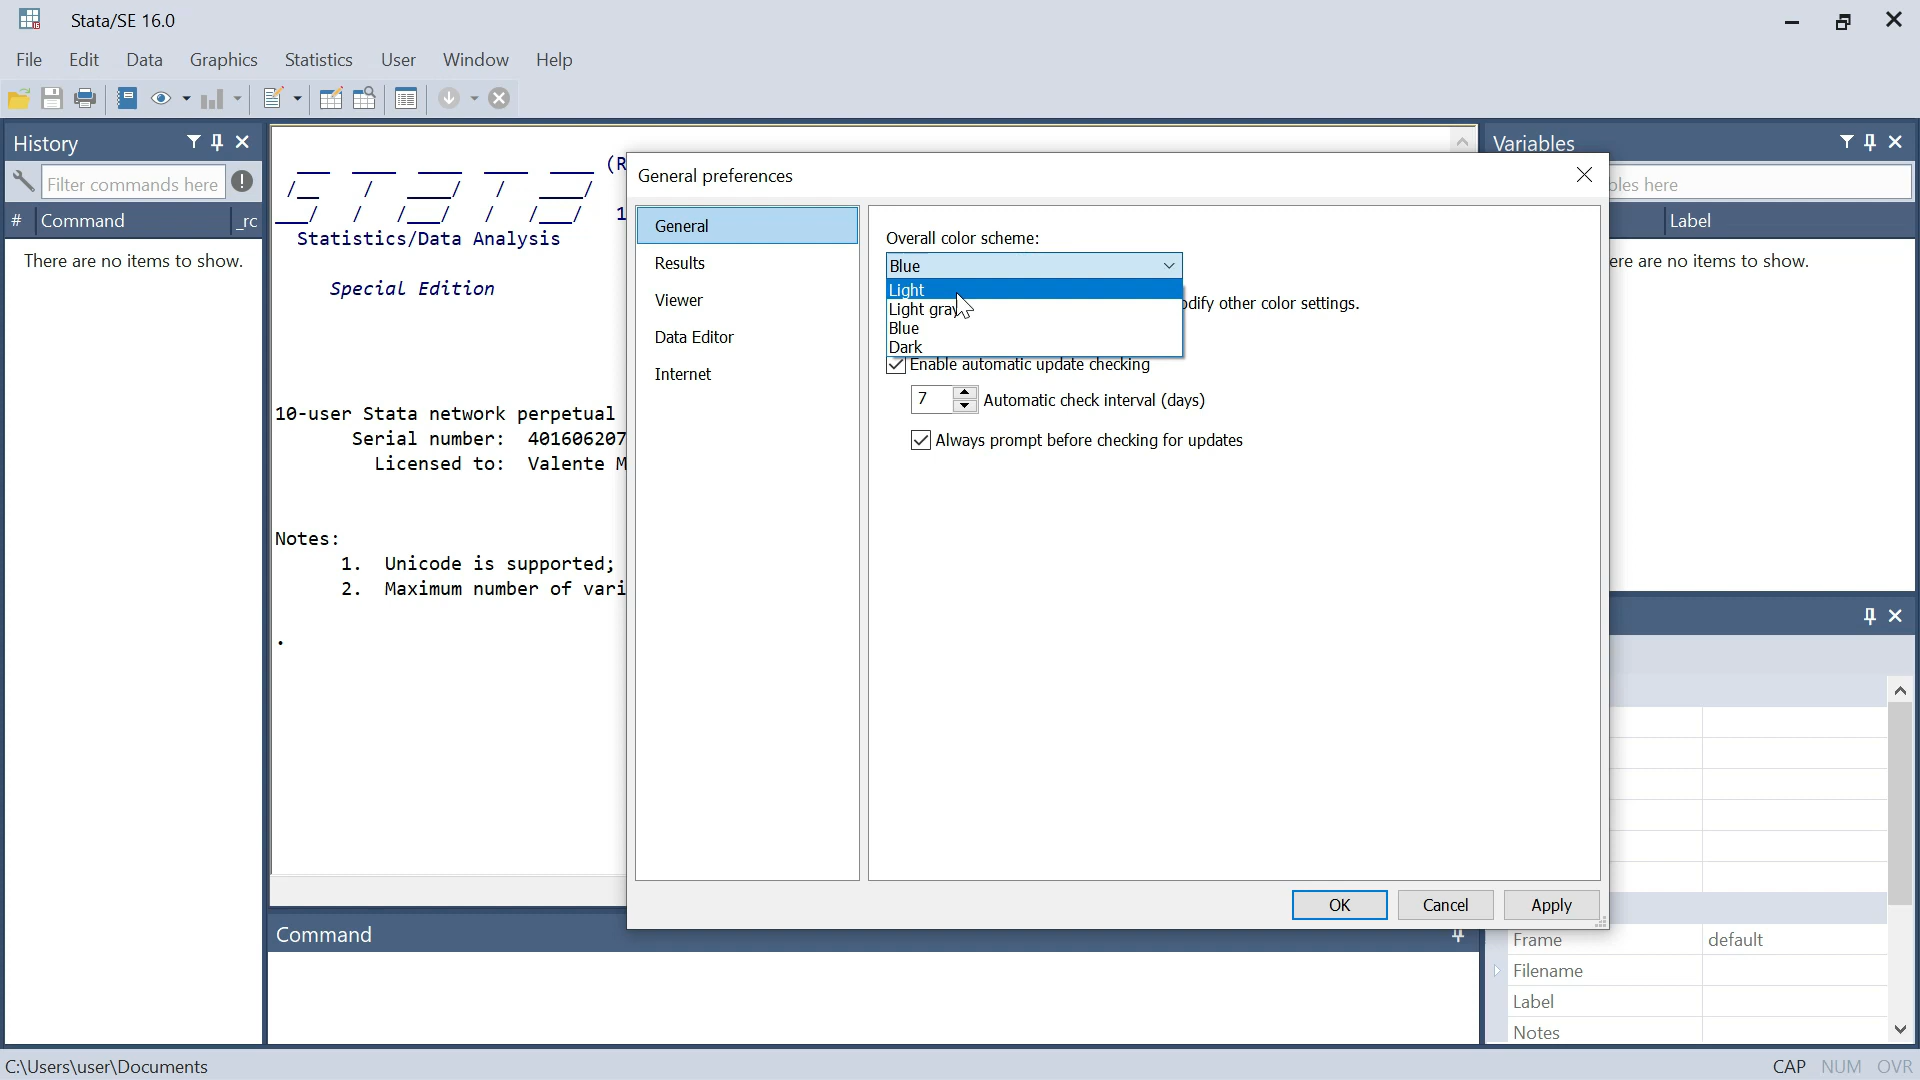 Stata/SE 16.0
File Edit Data Graphics Statistics User Window Help
History
Filter commands here
# Command _rc
There are no items to show.
(R
1
Statistics/Data Analysis
Special Edition
10-user Stata network perpetual
Serial number: 401606207
Licensed to: Valente M
Notes:
1. Unicode is supported;
2. Maximum number of vari
.
Command
General preferences
General
Results
Viewer
Data Editor
Internet
Overall color scheme:
Blue
Light
Light gray
Blue
Dark
odify other color settings.
Enable automatic update checking
7 Automatic check interval (days)
Always prompt before checking for updates
OK Cancel Apply
Variables
bles here
Label
ere are no items to show.
Frame default
Filename
Label
Notes
C:\Users\user\Documents
CAP NUM OVR